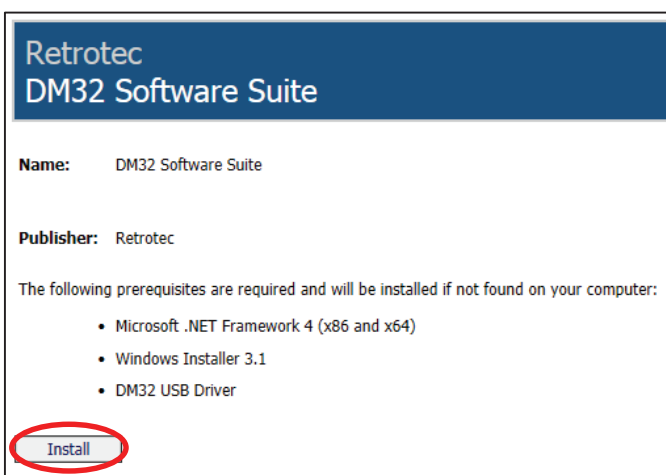 Retrotec
DM32 Software Suite
Name: DM32 Software Suite
Publisher: Retrotec
The following prerequisites are required and will be installed if not found on your computer:
• Microsoft .NET Framework 4 (x86 and x64)
• Windows Installer 3.1
• DM32 USB Driver
Install